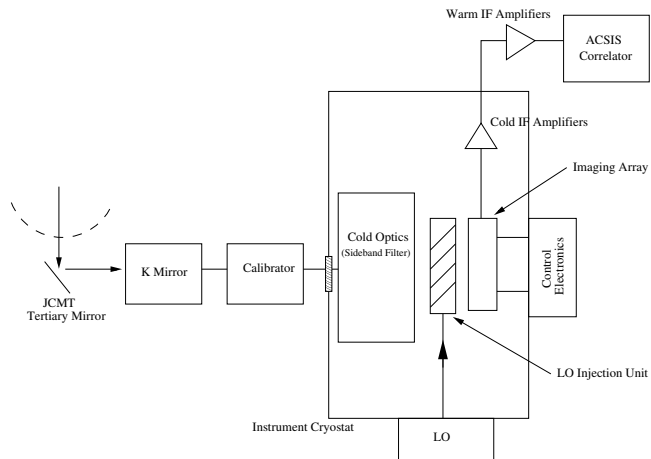 Warm IF Amplifiers
ACSIS
Correlator
Cold IF Amplifiers
Imaging Array
Cold Optics
(Sideband Filter)
Control
Electronics
K Mirror
Calibrator
JCMT
Tertiary Mirror
LO Injection Unit
Instrument Cryostat
LO